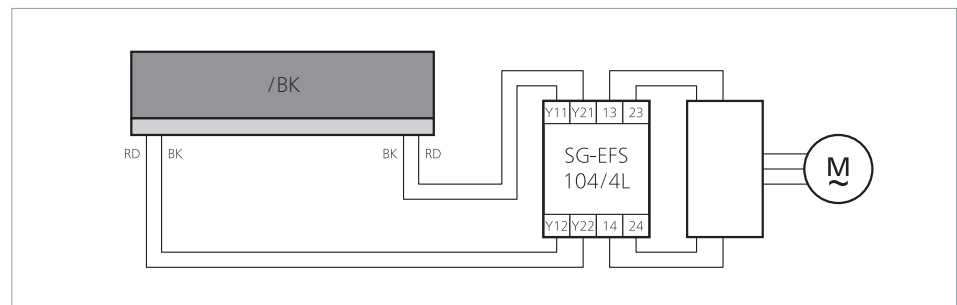 /BK
RD BK BK RD
Y11 Y21 13 23
SG-EFS
104/4L
Y12 Y22 14 24
M
~